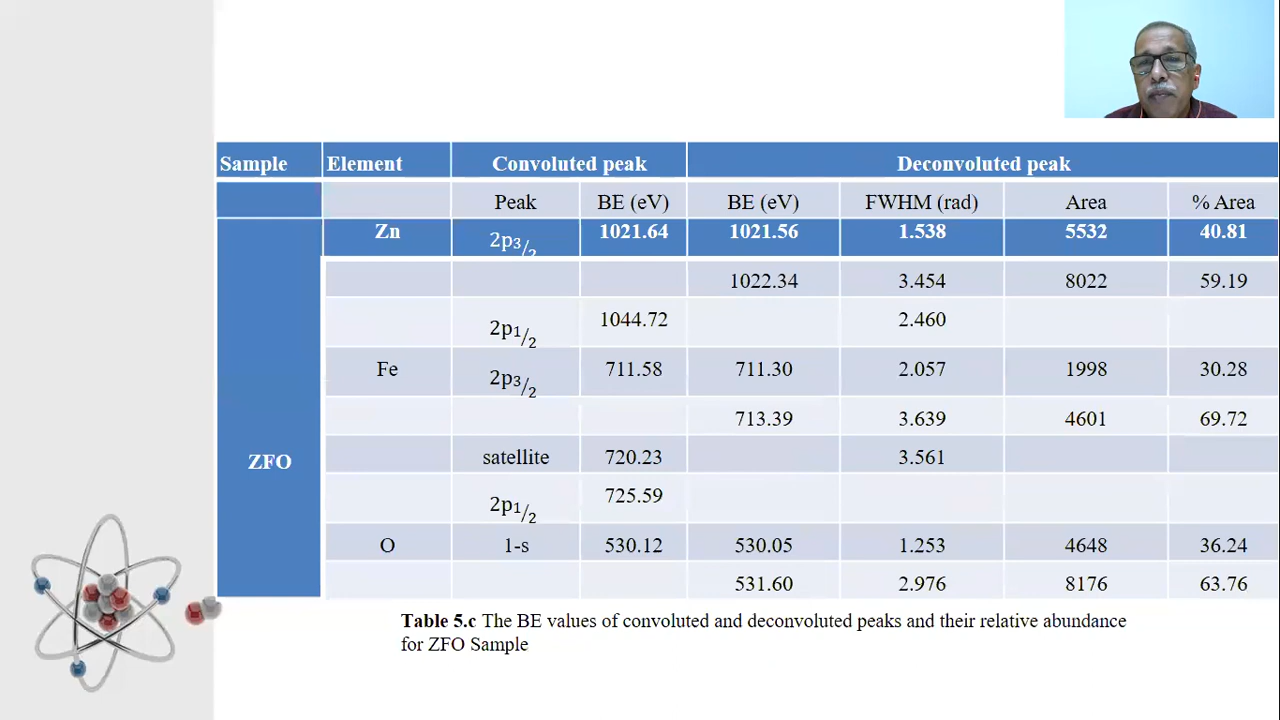 Sample Element Convoluted peak Deconvoluted peak
Peak BE (eV) BE (eV) FWHM (rad) Area % Area
Zn 2p3/2 1021.64 1021.56 1.538 5532 40.81
1022.34 3.454 8022 59.19
2p1/2 1044.72 2.460
Fe 2p3/2 711.58 711.30 2.057 1998 30.28
713.39 3.639 4601 69.72
ZFO satellite 720.23 3.561
2p1/2 725.59
O 1-s 530.12 530.05 1.253 4648 36.24
531.60 2.976 8176 63.76
Table 5.c The BE values of convoluted and deconvoluted peaks and their relative abundance
for ZFO Sample